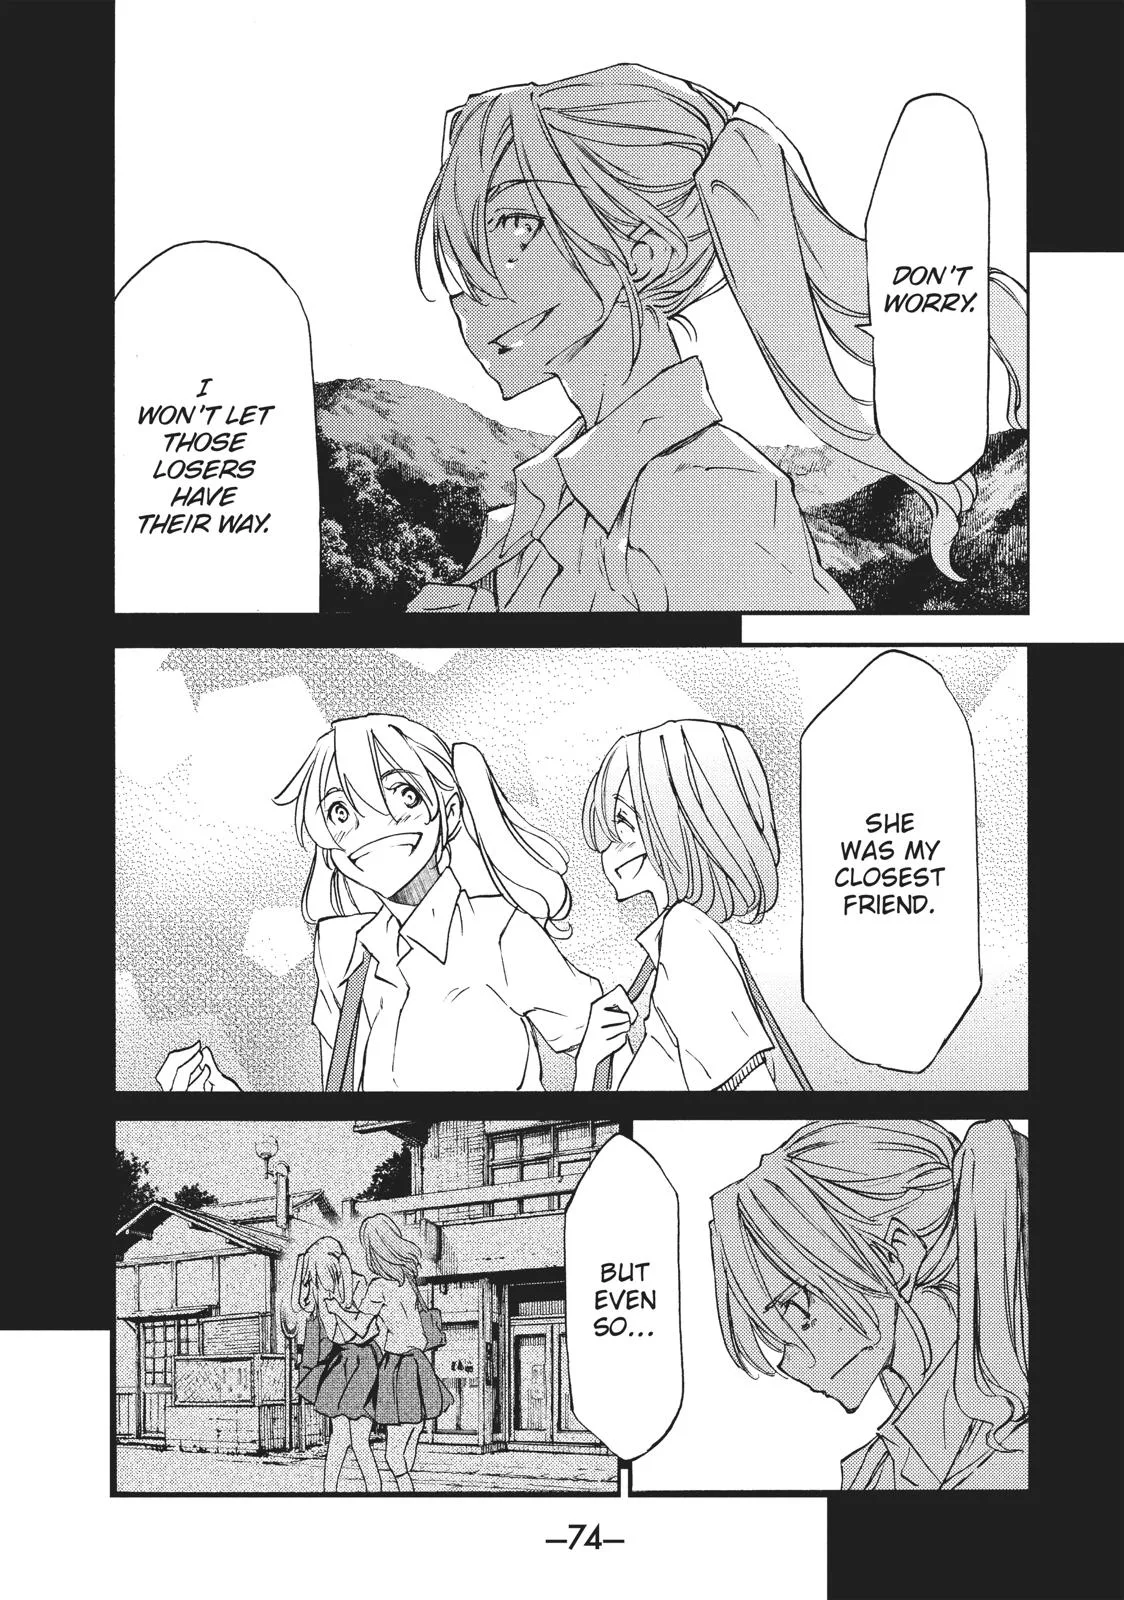 DON'T
WORRY.
I
WON'T LET
THOSE
LOSERS
HAVE
THEIR WAY.
SHE
WAS MY
CLOSEST
FRIEND.
BUT
EVEN
SO...
—74—